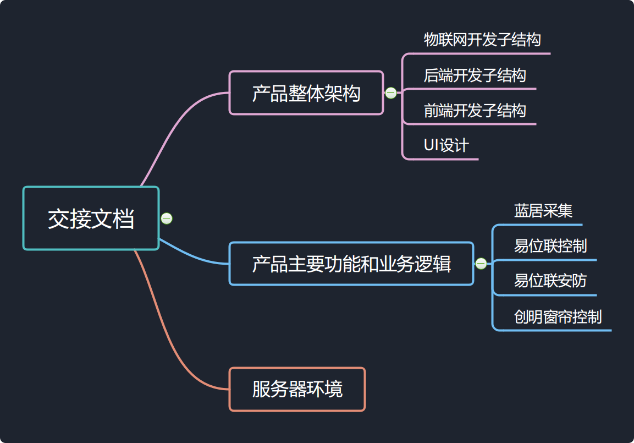 交接文档
产品整体架构
物联网开发子结构
后端开发子结构
前端开发子结构
UI设计
产品主要功能和业务逻辑
蓝居采集
易位联控制
易位联安防
创明窗帘控制
服务器环境